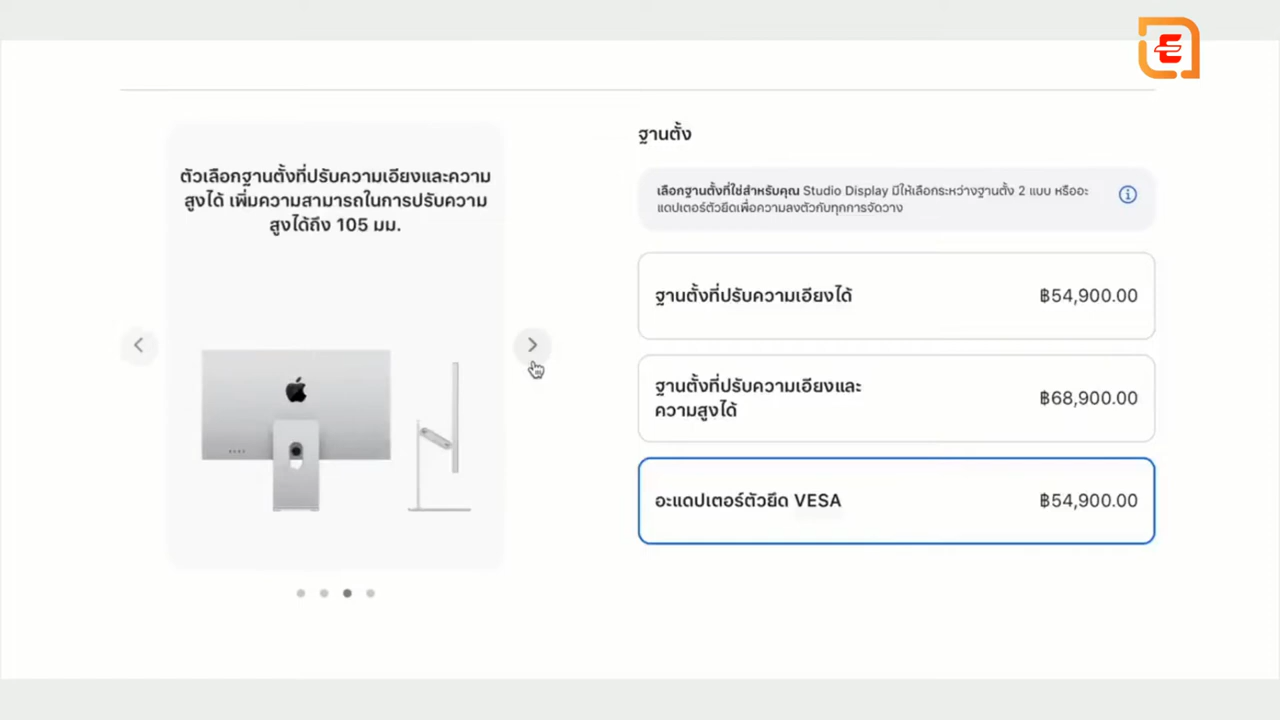 ตัวเลือกฐานตั้งที่ปรับความเอียงและความ
สูงได้ เพิ่มความสามารถในการปรับความ
สูงได้ถึง 105 มม.
ฐานตั้ง
เลือกฐานตั้งที่ใช่สำหรับคุณ Studio Display มีให้เลือกระหว่างฐานตั้ง 2 แบบ หรืออะ
แดปเตอร์ตัวยึดเพื่อความลงตัวกับทุกการจัดวาง
ฐานตั้งที่ปรับความเอียงได้ ฿54,900.00
ฐานตั้งที่ปรับความเอียงและ
ความสูงได้ ฿68,900.00
อะแดปเตอร์ตัวยึด VESA ฿54,900.00
E